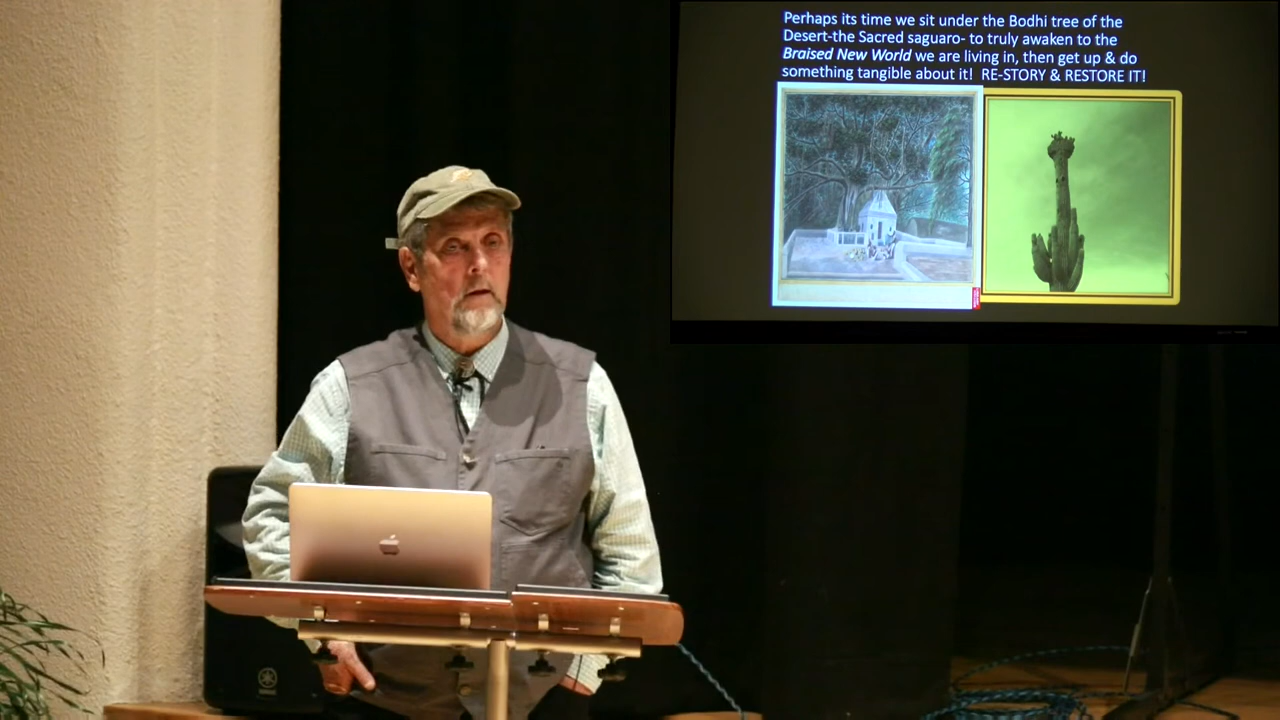 Perhaps its time we sit under the Bodhi tree of the
Desert-the Sacred saguaro- to truly awaken to the
Braised New World we are living in, then get up & do
something tangible about it! RE-STORY & RESTORE IT!